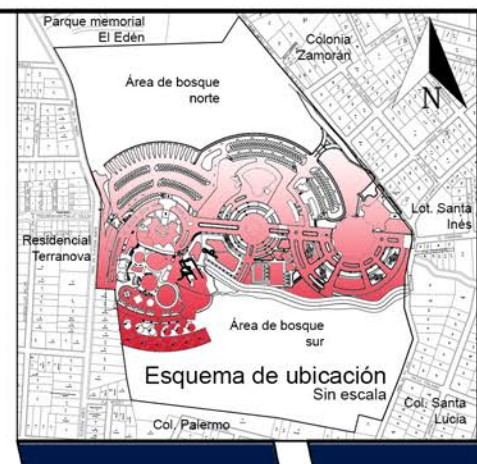 Parque memorial
El Edén
Colonia
Zamorán
Área de bosque
norte
N
Lot. Santa
Inés
Residencial
Terranova
Área de bosque
sur
Esquema de ubicación
Sin escala
Col. Santa
Lucia
Col. Palermo